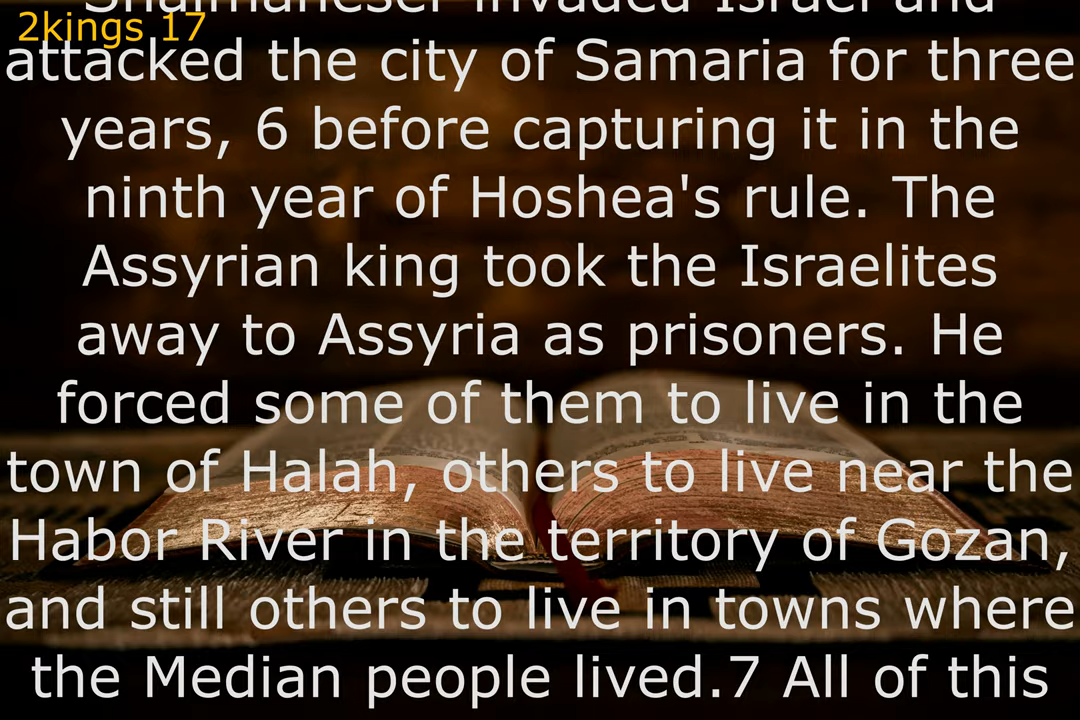 Shalmaneser invaded Israel and
2kings 17
attacked the city of Samaria for three
years, 6 before capturing it in the
ninth year of Hoshea's rule. The
Assyrian king took the Israelites
away to Assyria as prisoners. He
forced some of them to live in the
town of Halah, others to live near the
Habor River in the territory of Gozan,
and still others to live in towns where
the Median people lived.7 All of this